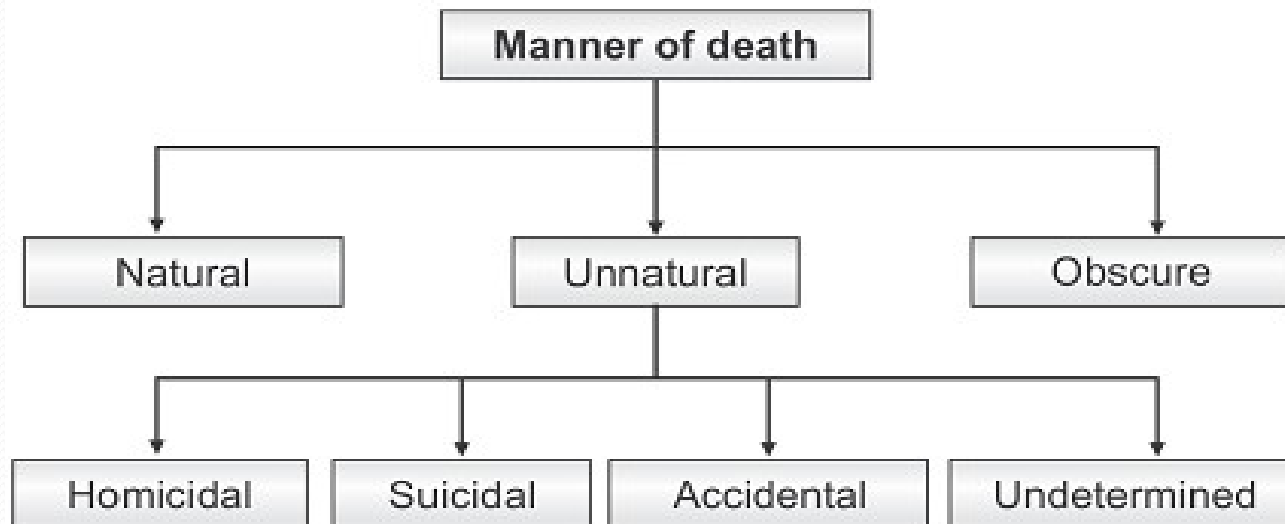 Manner of death
Natural
Unnatural
Obscure
Homicidal
Suicidal
Accidental
Undetermined